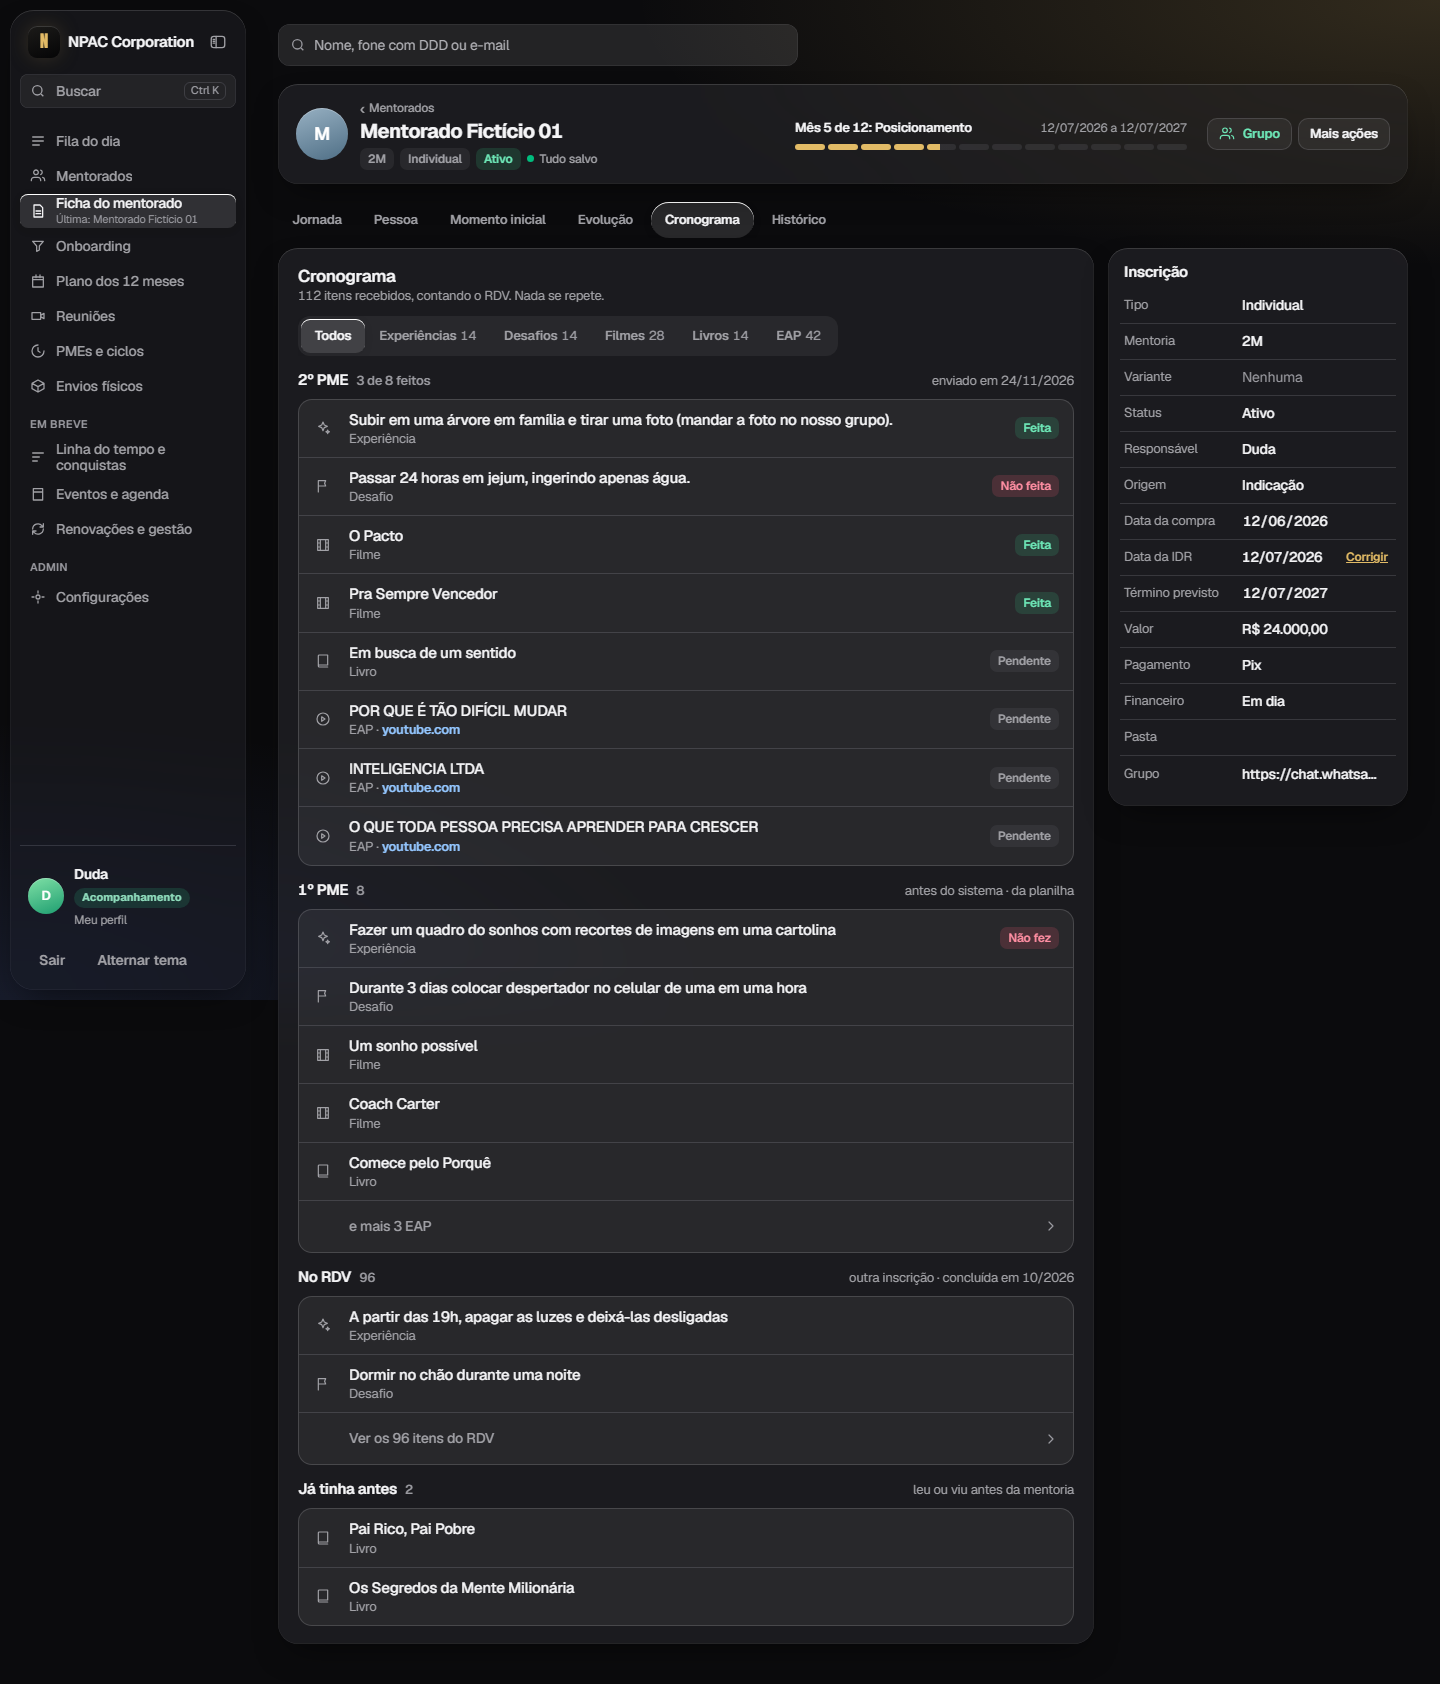 N
NPAC Corporation
Buscar
Ctrl K
Fila do dia
Mentorados
Ficha do mentorado
Última: Mentorado Fictício 01
Onboarding
Plano dos 12 meses
Reuniões
PMEs e ciclos
Envios físicos
EM BREVE
Linha do tempo e
conquistas
Eventos e agenda
Renovações e gestão
ADMIN
Configurações
D
Duda
Acompanhamento
Meu perfil
Sair
Alternar tema
Nome, fone com DDD ou e-mail
M
‹ Mentorados
Mentorado Fictício 01
2M
Individual
Ativo
Tudo salvo
Mês 5 de 12: Posicionamento
12/07/2026 a 12/07/2027
Grupo
Mais ações
Jornada
Pessoa
Momento inicial
Evolução
Cronograma
Histórico
Cronograma
112 itens recebidos, contando o RDV. Nada se repete.
Todos
Experiências 14
Desafios 14
Filmes 28
Livros 14
EAP 42
2º PME 3 de 8 feitos
enviado em 24/11/2026
Subir em uma árvore em família e tirar uma foto (mandar a foto no nosso grupo).
Experiência
Feita
Passar 24 horas em jejum, ingerindo apenas água.
Desafio
Não feita
O Pacto
Filme
Feita
Pra Sempre Vencedor
Filme
Feita
Em busca de um sentido
Livro
Pendente
POR QUE É TÃO DIFÍCIL MUDAR
EAP · youtube.com
Pendente
INTELIGENCIA LTDA
EAP · youtube.com
Pendente
O QUE TODA PESSOA PRECISA APRENDER PARA CRESCER
EAP · youtube.com
Pendente
1º PME 8
antes do sistema · da planilha
Fazer um quadro do sonhos com recortes de imagens em uma cartolina
Experiência
Não fez
Durante 3 dias colocar despertador no celular de uma em uma hora
Desafio
Um sonho possível
Filme
Coach Carter
Filme
Comece pelo Porquê
Livro
e mais 3 EAP
No RDV 96
outra inscrição · concluída em 10/2026
A partir das 19h, apagar as luzes e deixá-las desligadas
Experiência
Dormir no chão durante uma noite
Desafio
Ver os 96 itens do RDV
Já tinha antes 2
leu ou viu antes da mentoria
Pai Rico, Pai Pobre
Livro
Os Segredos da Mente Milionária
Livro
Inscrição
Tipo Individual
Mentoria 2M
Variante Nenhuma
Status Ativo
Responsável Duda
Origem Indicação
Data da compra 12/06/2026
Data da IDR 12/07/2026 Corrigir
Término previsto 12/07/2027
Valor R$ 24.000,00
Pagamento Pix
Financeiro Em dia
Pasta
Grupo https://chat.whatsa...